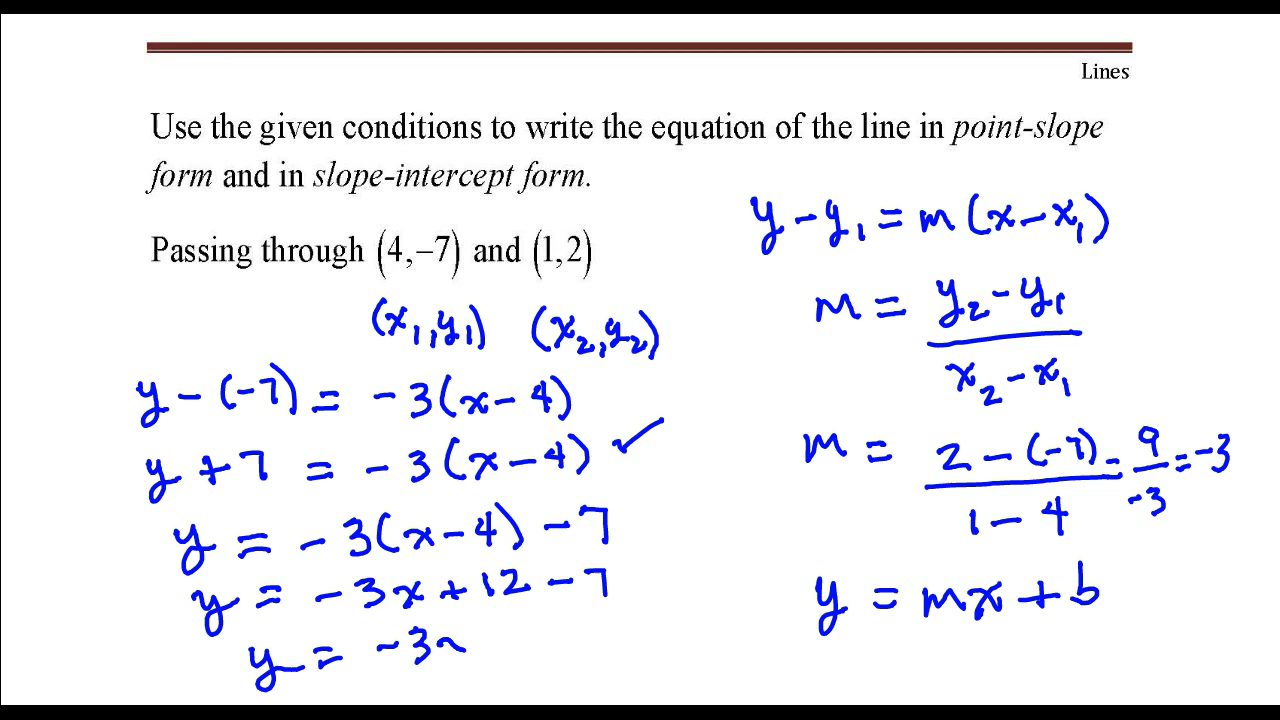 Lines
Use the given conditions to write the equation of the line in point-slope
form and in slope-intercept form.
Passing through (4,–7) and (1,2)
(x₁,y₁) (x₂,y₂)
y – (–7) = –3(x – 4)
y + 7 = –3(x – 4) ✓
y = –3(x – 4) – 7
y = –3x + 12 – 7
y = –3
y – y₁ = m(x – x₁)
m = y₂ – y₁
x₂ – x₁
m = 2 – (–7) = 9 = –3
1 – 4 –3
y = mx + b